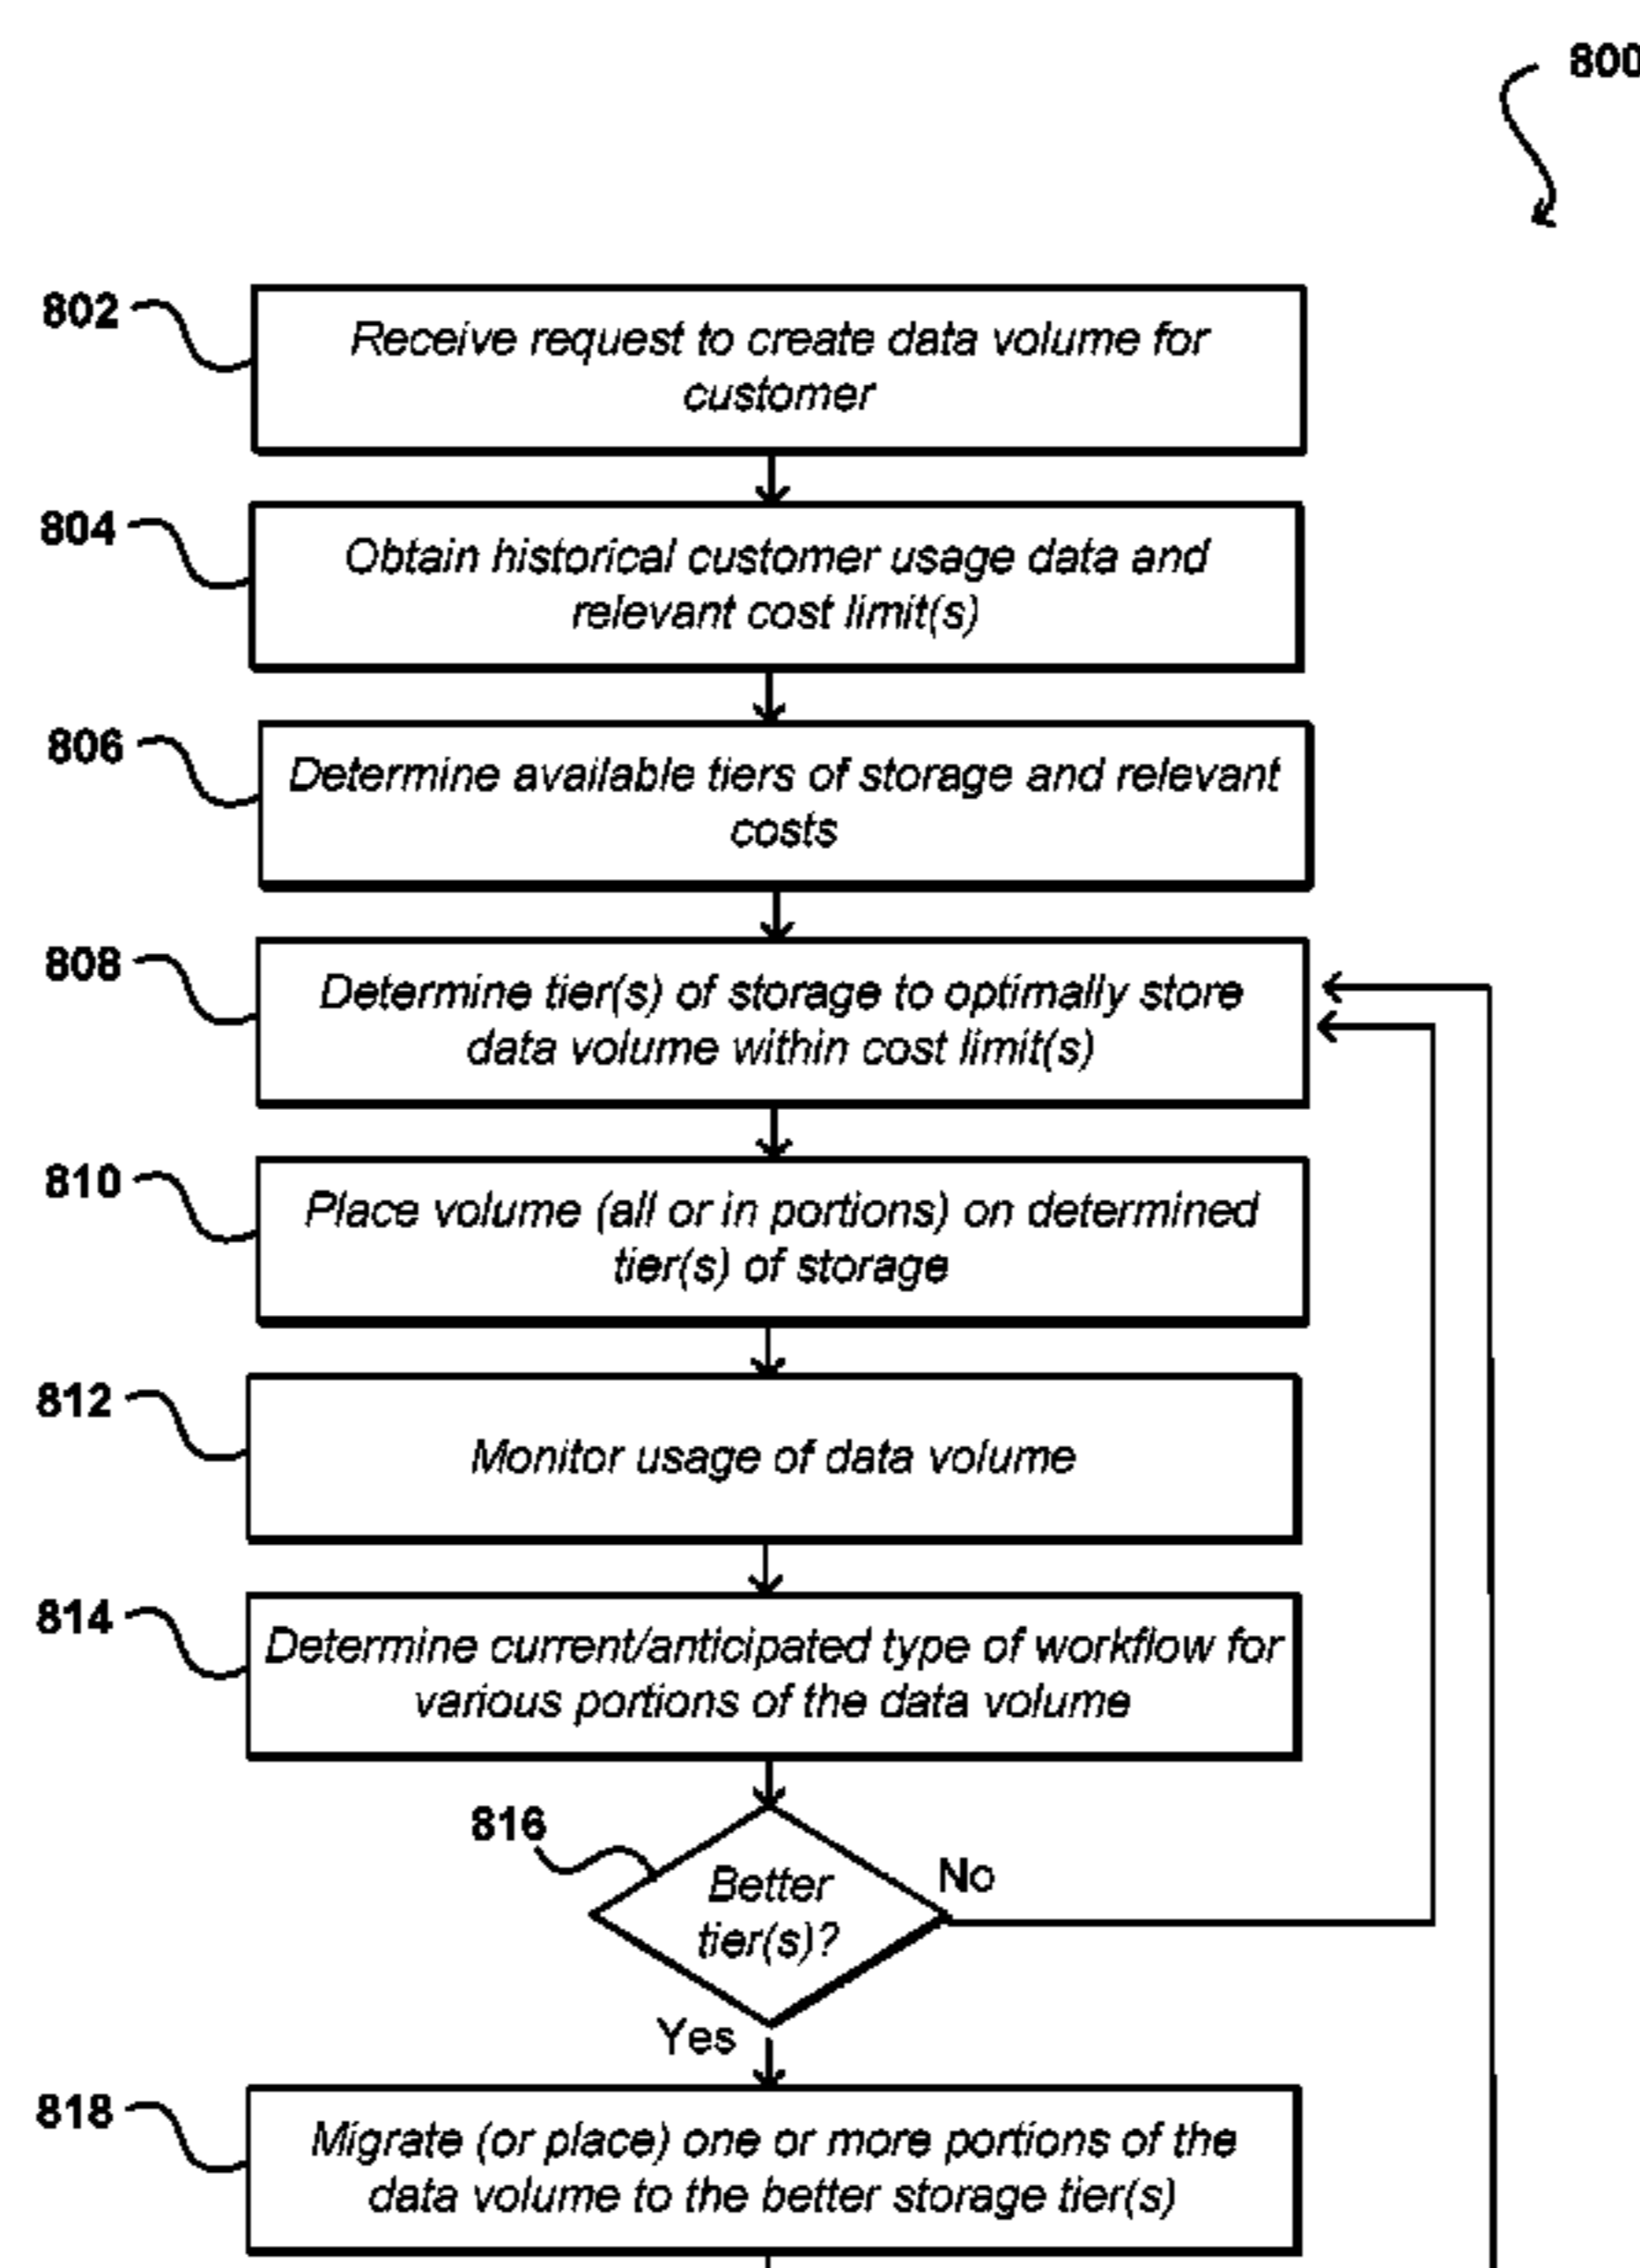 800
802
Receive request to create data volume for
customer
804
Obtain historical customer usage data and
relevant cost limit(s)
806
Determine available tiers of storage and relevant
costs
808
Determine tier(s) of storage to optimally store
data volume within cost limit(s)
810
Place volume (all or in portions) on determined
tier(s) of storage
812
Monitor usage of data volume
814
Determine current/anticipated type of workflow for
various portions of the data volume
816
Better
tier(s)?
No
Yes
818
Migrate (or place) one or more portions of the
data volume to the better storage tier(s)